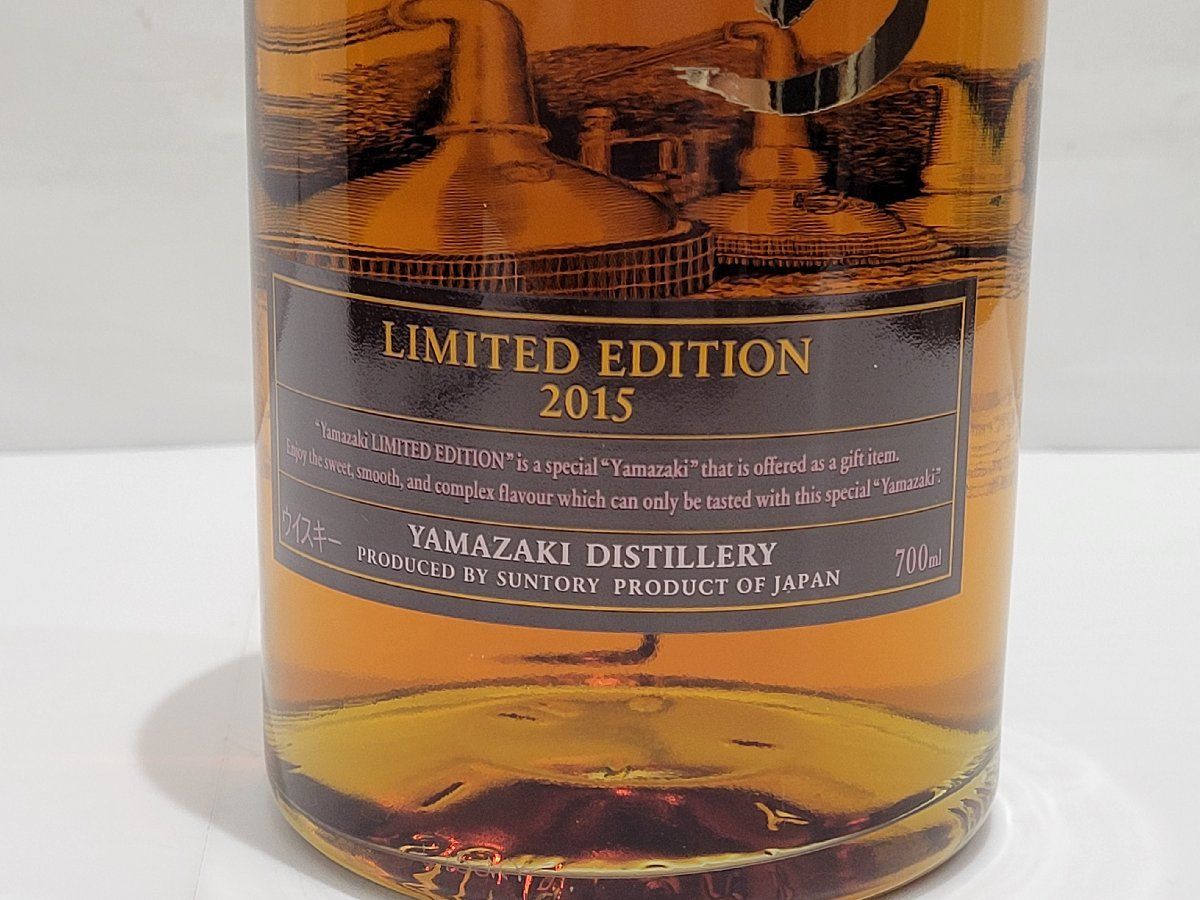 LIMITED EDITION
2015
“Yamazaki LIMITED EDITION” is a special “Yamazaki” that is offered as a gift item.
Enjoy the sweet, smooth, and complex flavour which can only be tasted with this special “Yamazaki”.
ウイスキー
YAMAZAKI DISTILLERY
PRODUCED BY SUNTORY PRODUCT OF JAPAN
700ml